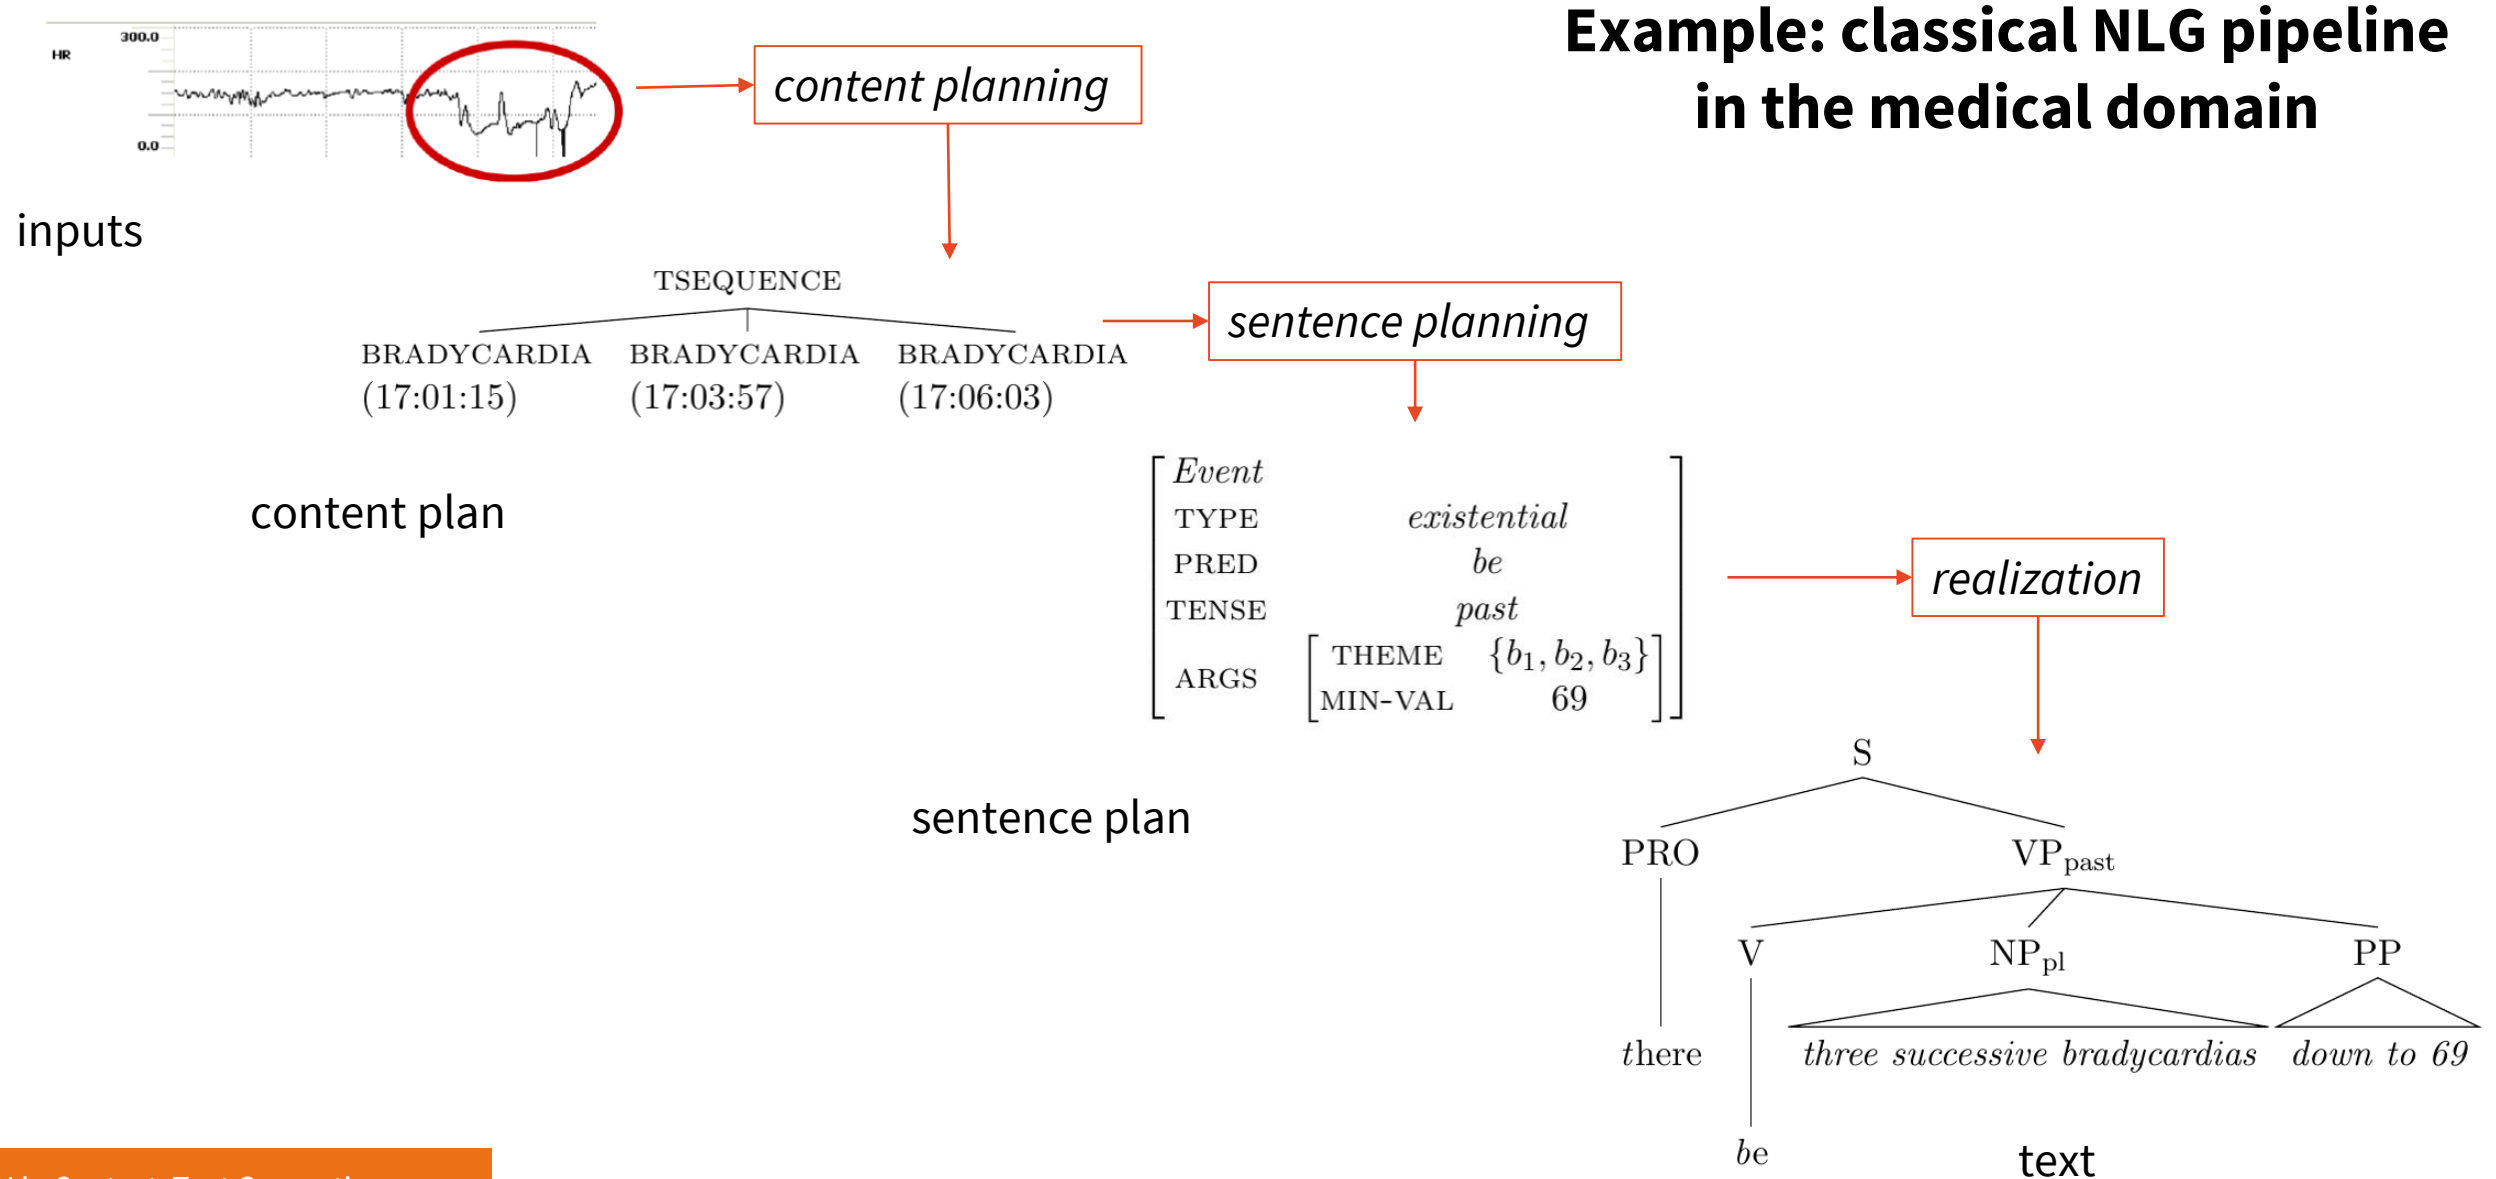 Example: classical NLG pipeline
in the medical domain
300.0
HR
0.0
content planning
inputs
TSEQUENCE
BRADYCARDIA BRADYCARDIA BRADYCARDIA
(17:01:15) (17:03:57) (17:06:03)
sentence planning
content plan
Event
TYPE existential
PRED be
TENSE past
ARGS THEME {b₁, b₂, b₃}
MIN-VAL 69
realization
sentence plan
S
PRO VPpast
V NPpl PP
there three successive bradycardias down to 69
be
text